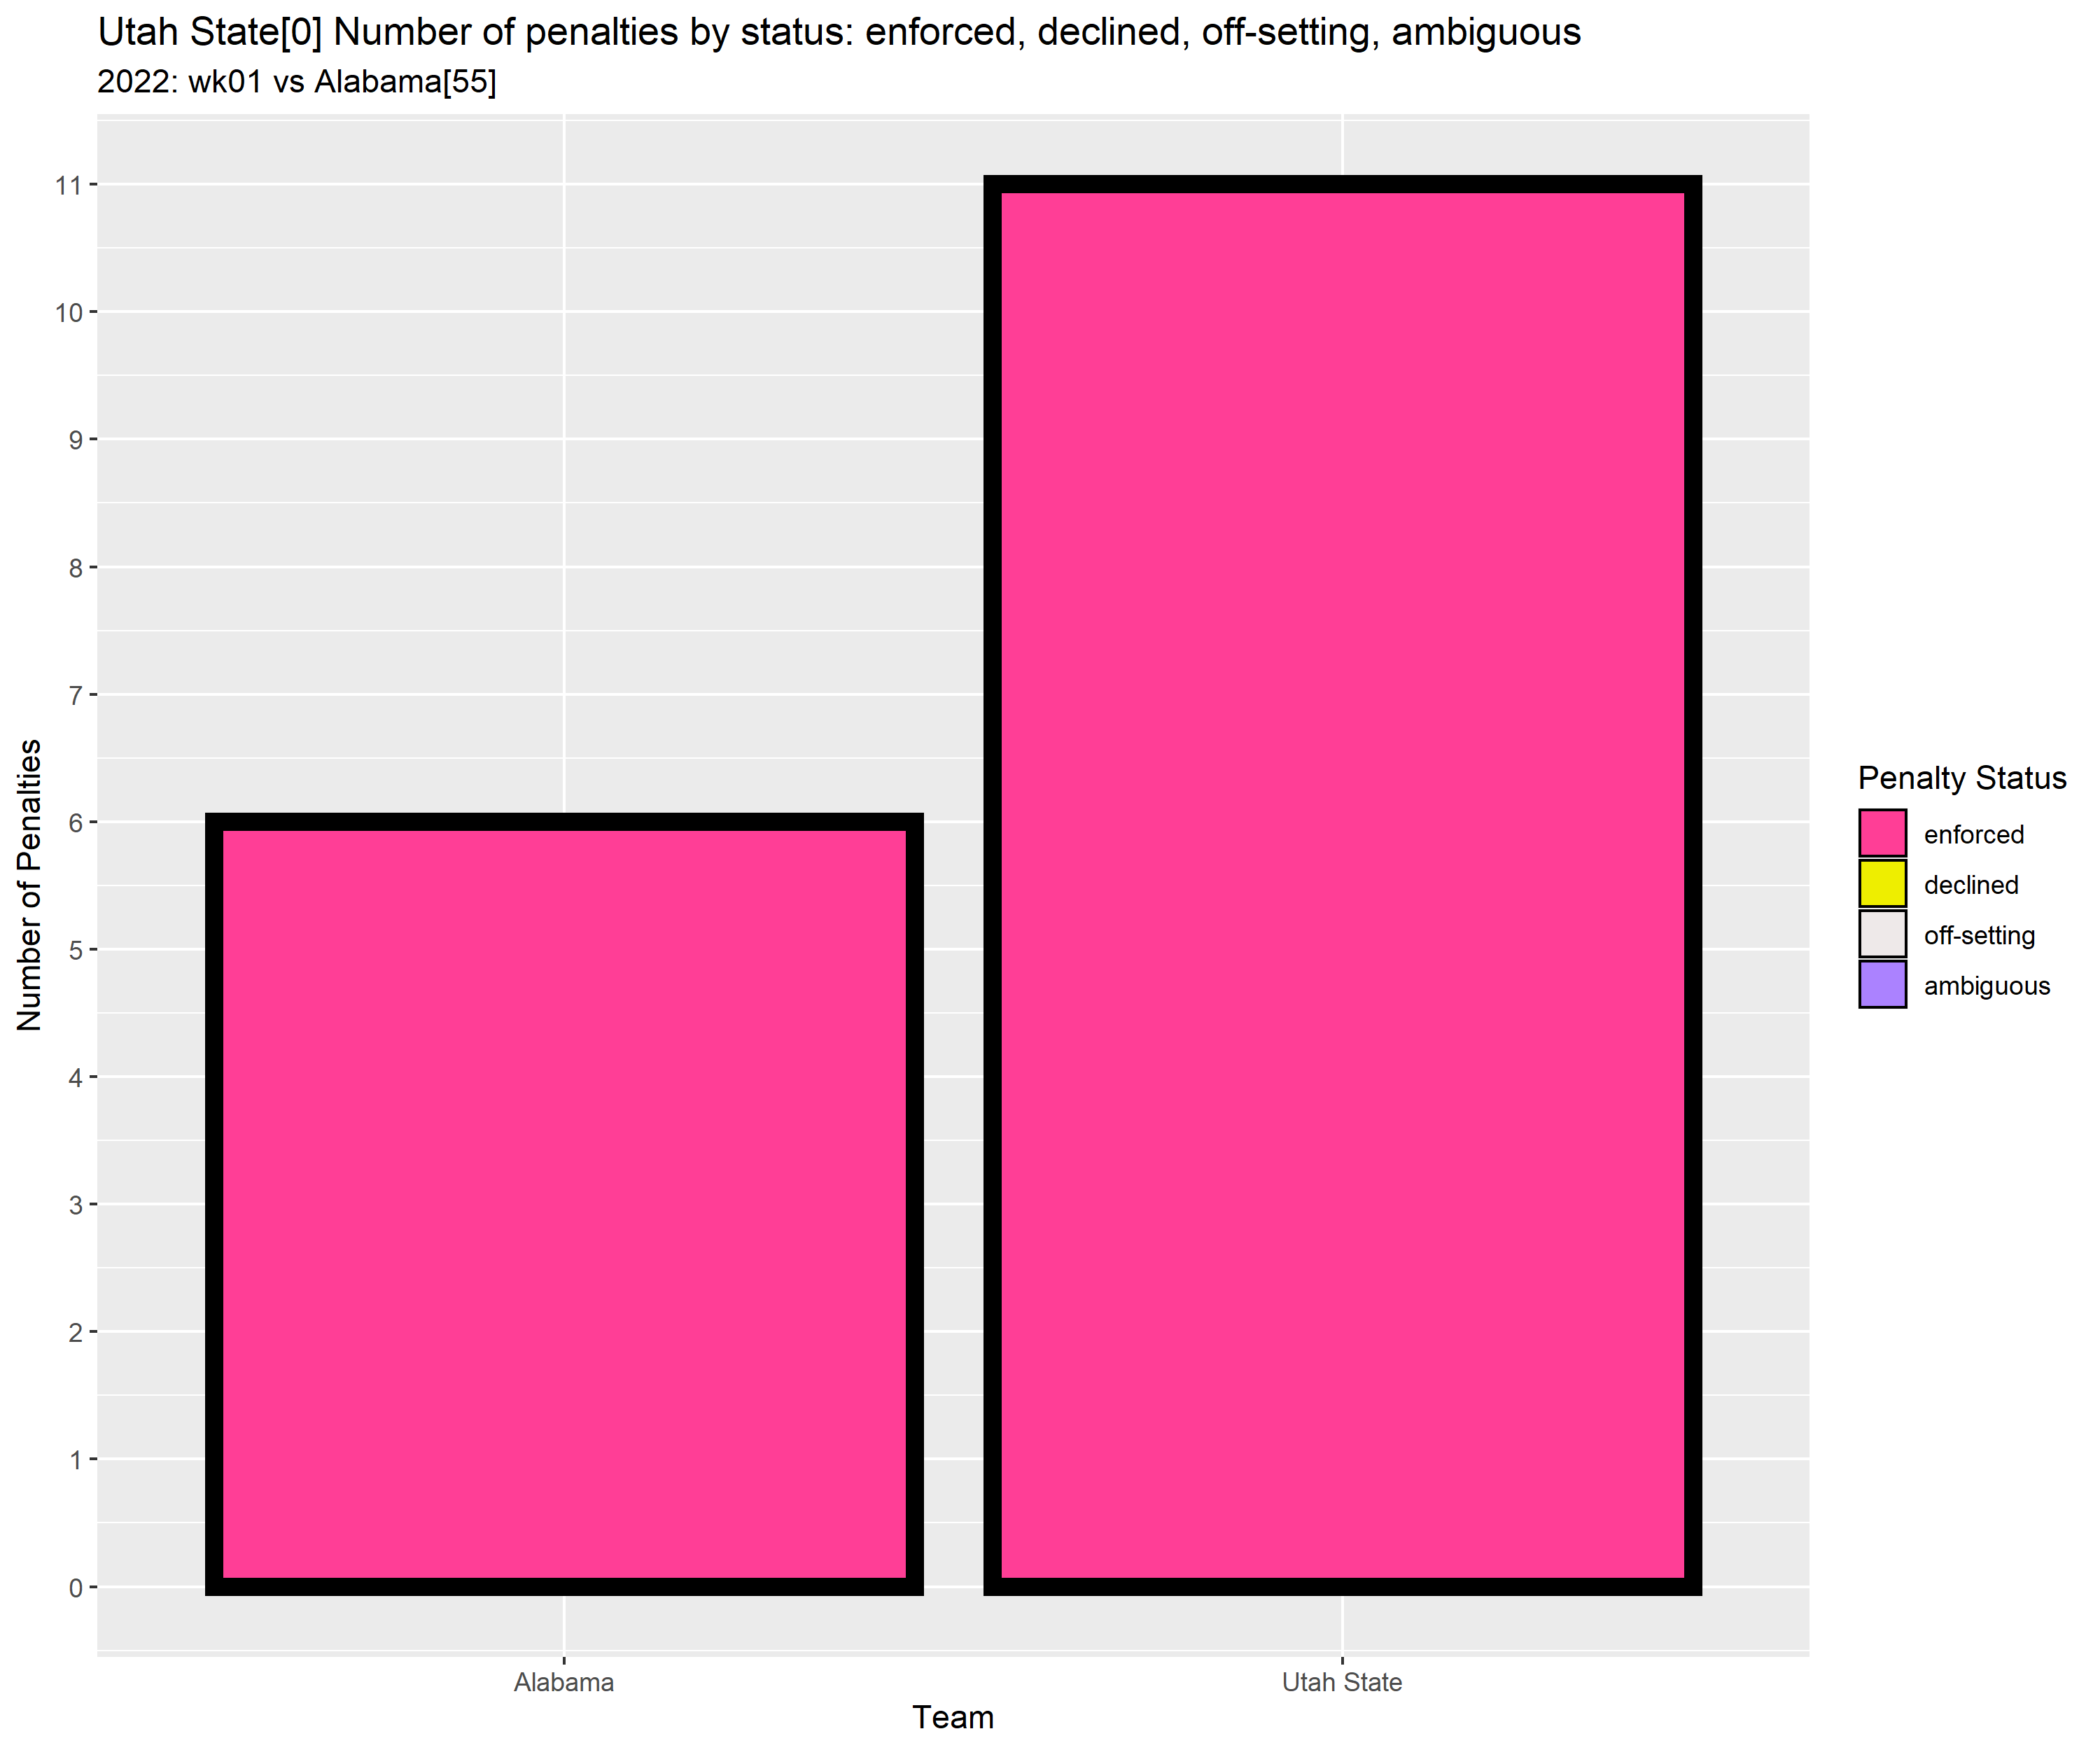 Utah State[0] Number of penalties by status: enforced, declined, off-setting, ambiguous
2022: wk01 vs Alabama[55]
Number of Penalties
11
10
9
8
7
6
5
4
3
2
1
0
Alabama
Utah State
Team
Penalty Status
enforced
declined
off-setting
ambiguous